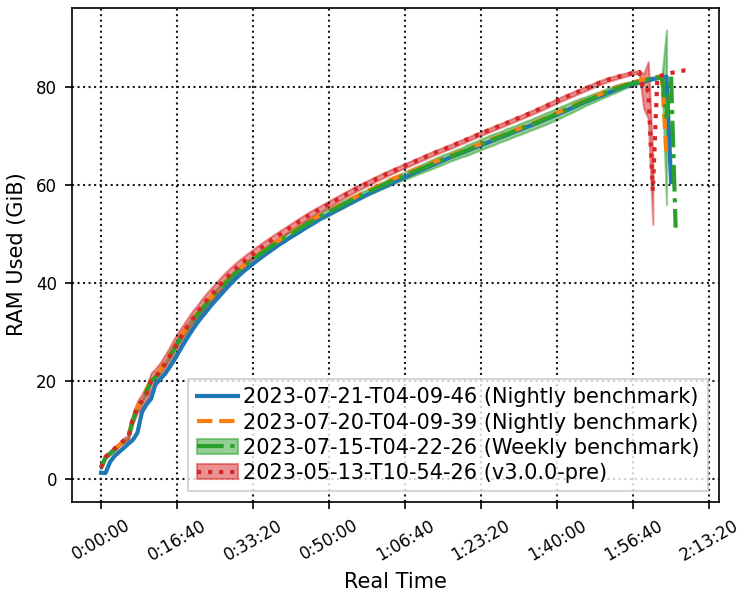 80
60
40
20
0
RAM Used (GiB)
2023-07-21-T04-09-46 (Nightly benchmark)
2023-07-20-T04-09-39 (Nightly benchmark)
2023-07-15-T04-22-26 (Weekly benchmark)
2023-05-13-T10-54-26 (v3.0.0-pre)
0:00:00 0:16:40 0:33:20 0:50:00 1:06:40 1:23:20 1:40:00 1:56:40 2:13:20
Real Time